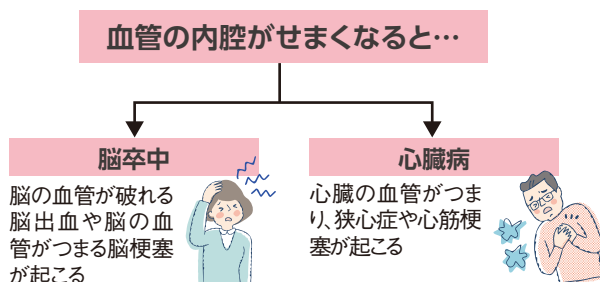 血管の内腔がせまくなると…
脳卒中
脳の血管が破れる
脳出血や脳の血
管がつまる脳梗塞
が起こる
心臓病
心臓の血管がつま
り、狭心症や心筋梗
塞が起こる